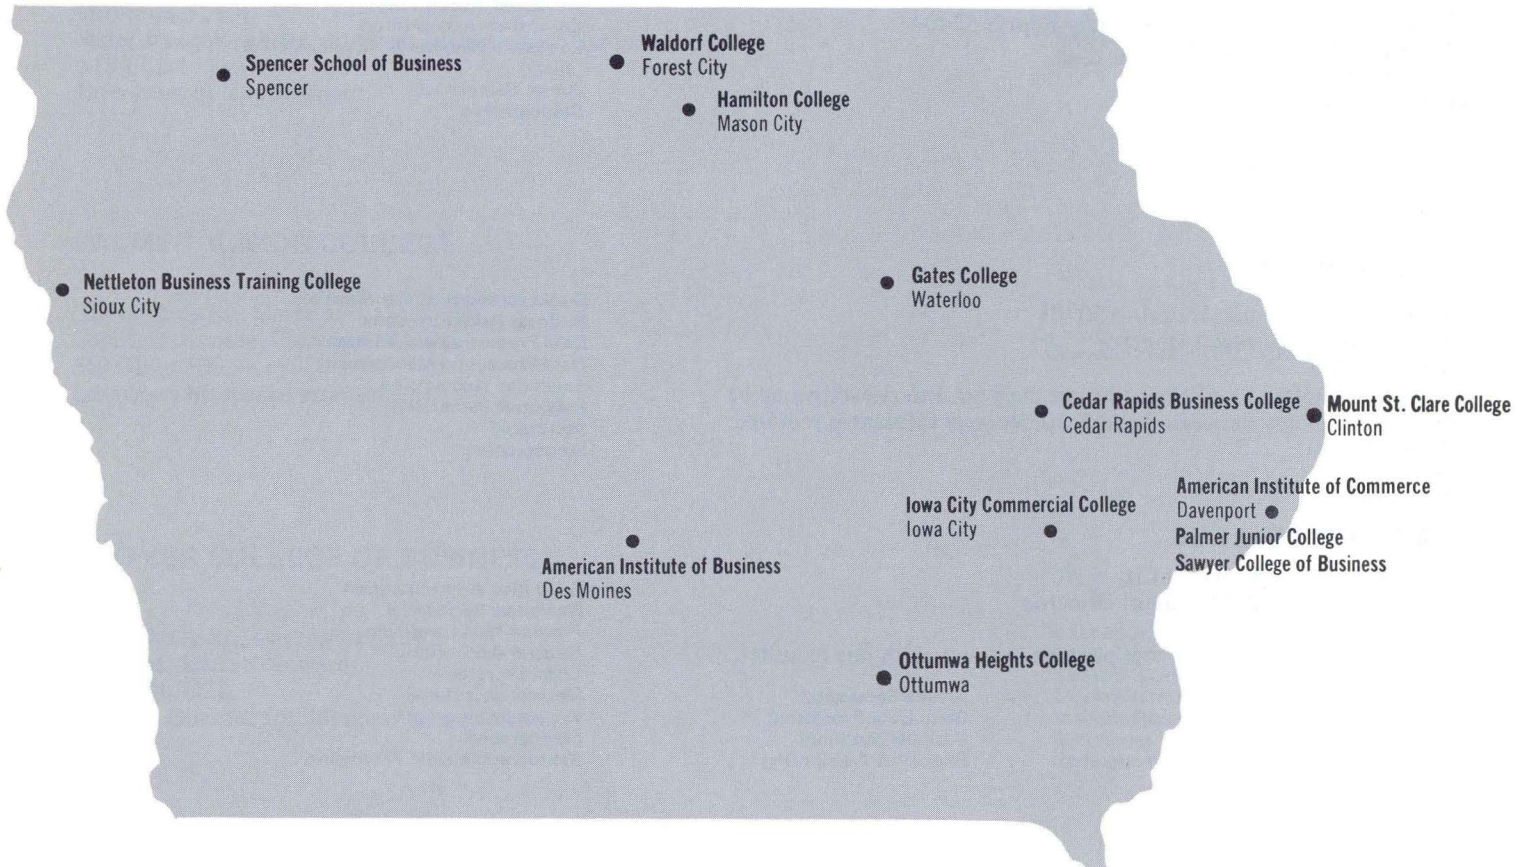 Waldorf College
Forest City
Spencer School of Business
Spencer
Hamilton College
Mason City
Nettleton Business Training College
Sioux City
Gates College
Waterloo
Cedar Rapids Business College
Cedar Rapids
Mount St. Clare College
Clinton
American Institute of Commerce
Davenport
Palmer Junior College
Sawyer College of Business
Iowa City Commercial College
Iowa City
American Institute of Business
Des Moines
Ottumwa Heights College
Ottumwa